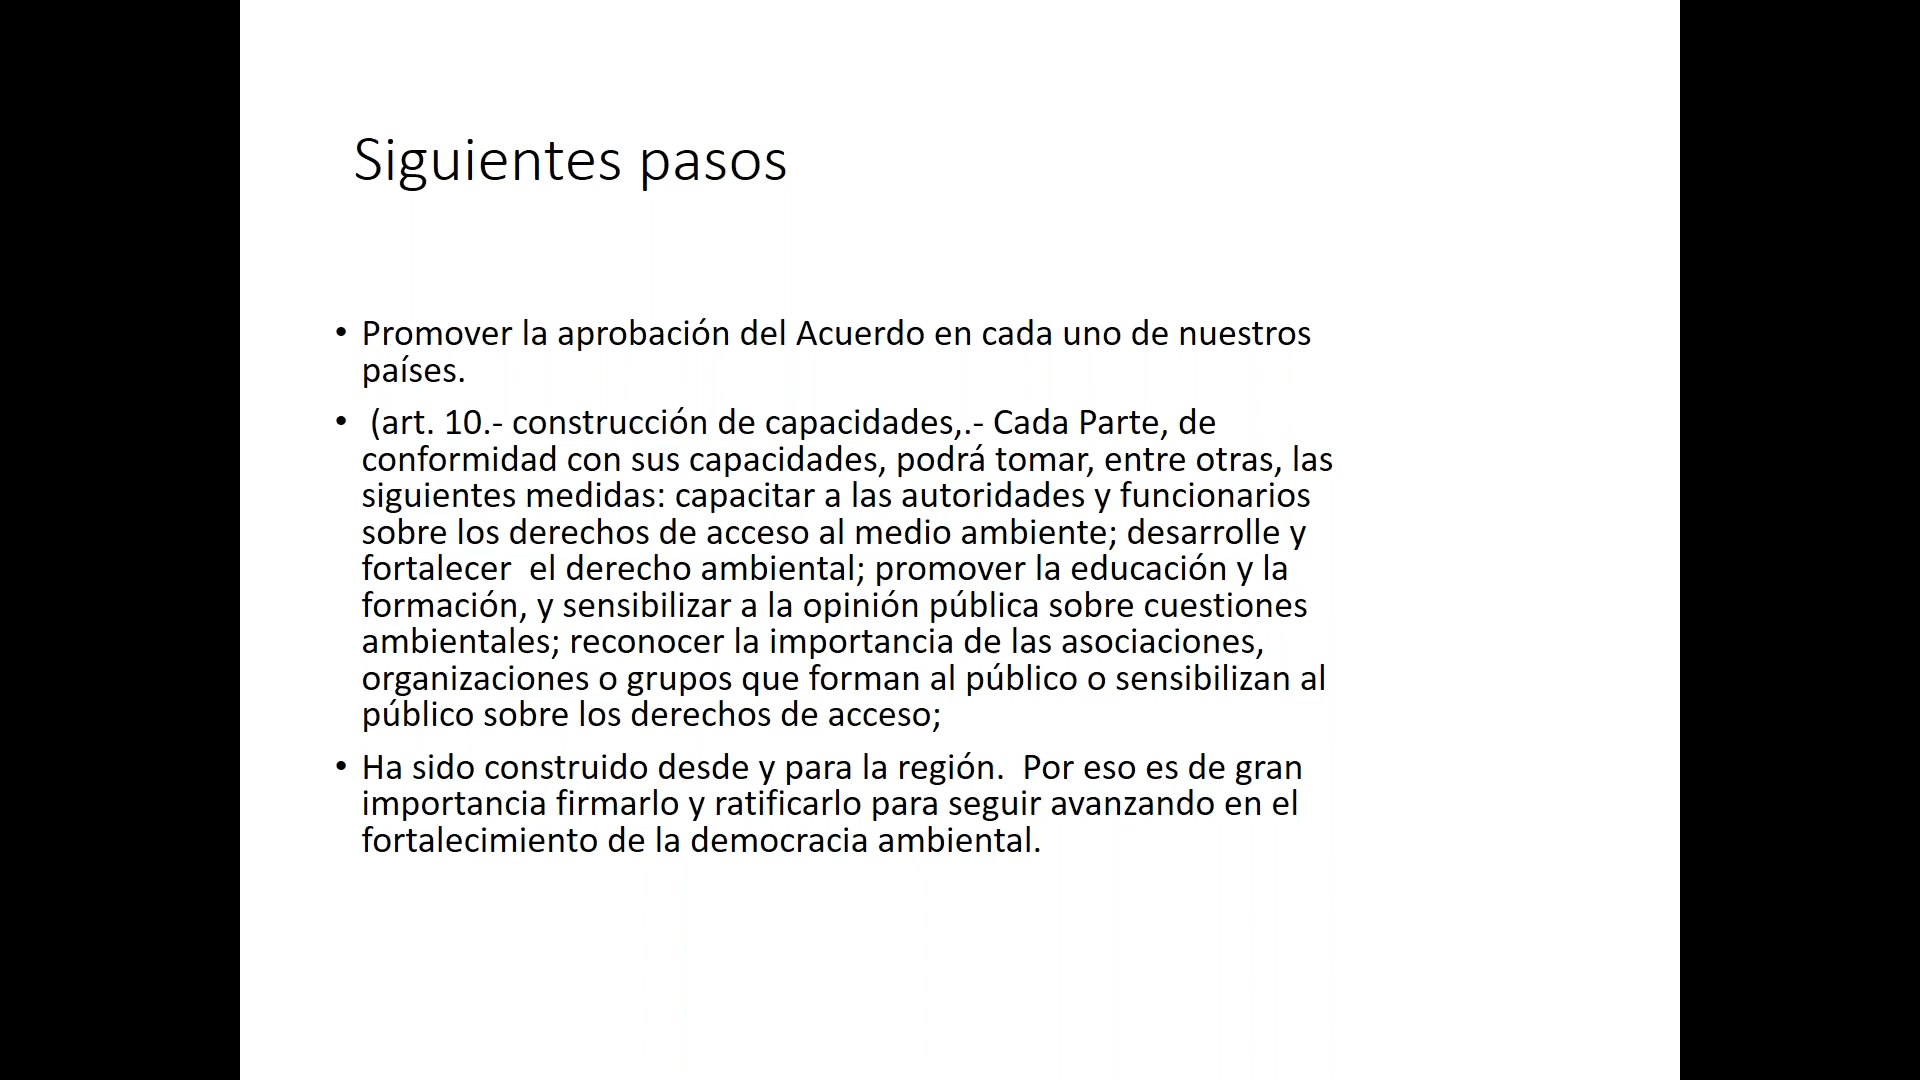 Siguientes pasos
• Promover la aprobación del Acuerdo en cada uno de nuestros
países.
• (art. 10.- construcción de capacidades,.- Cada Parte, de
conformidad con sus capacidades, podrá tomar, entre otras, las
siguientes medidas: capacitar a las autoridades y funcionarios
sobre los derechos de acceso al medio ambiente; desarrolle y
fortalecer  el derecho ambiental; promover la educación y la
formación, y sensibilizar a la opinión pública sobre cuestiones
ambientales; reconocer la importancia de las asociaciones,
organizaciones o grupos que forman al público o sensibilizan al
público sobre los derechos de acceso;
• Ha sido construido desde y para la región.  Por eso es de gran
importancia firmarlo y ratificarlo para seguir avanzando en el
fortalecimiento de la democracia ambiental.